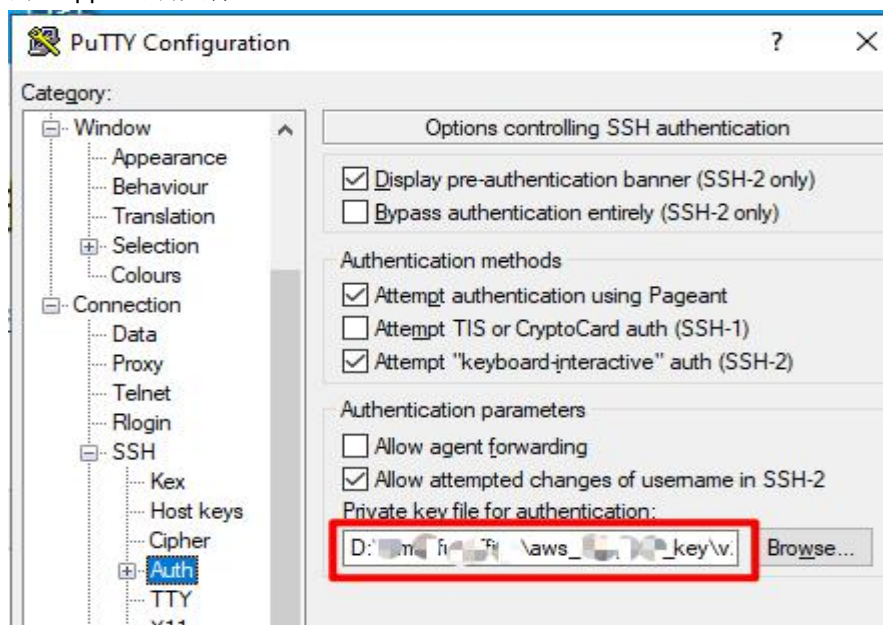 PuTTY Configuration
?
×
Category:
Window
Appearance
Behaviour
Translation
Selection
Colours
Connection
Data
Proxy
Telnet
Rlogin
SSH
Kex
Host keys
Cipher
Auth
TTY
X11
Options controlling SSH authentication
Display pre-authentication banner (SSH-2 only)
Bypass authentication entirely (SSH-2 only)
Authentication methods
Attempt authentication using Pageant
Attempt TIS or CryptoCard auth (SSH-1)
Attempt "keyboard-interactive" auth (SSH-2)
Authentication parameters
Allow agent forwarding
Allow attempted changes of username in SSH-2
Private key file for authentication:
D:\ \aws_ _key\v
Browse...